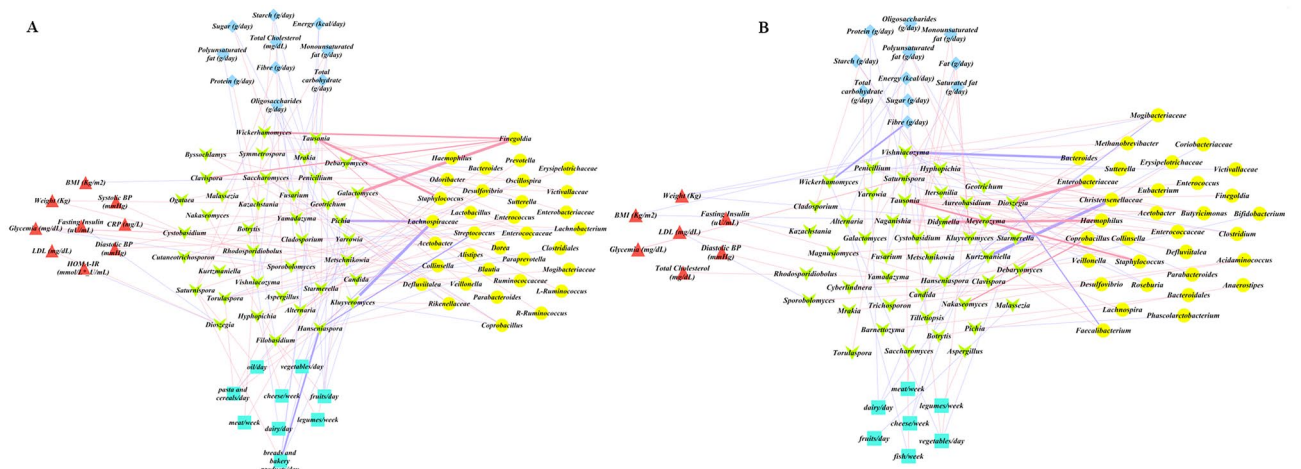 A
Starch (g/day)
Sugar (g/day)
Energy (kcal/day)
Total Cholesterol
(mg/dL)
Polyunsaturated
fat (g/day)
Monounsaturated
fat (g/day)
Fibre (g/day)
Protein (g/day)
Total
carbohydrate
(g/day)
Oligosaccharides
(g/day)
Wickerhamomyces
Tausonia
Finegoldia
Byssochlamys
Symmetrospora
Mrakia
Debaryomyces
Haemophilus
Prevotella
Bacteroides
Erysipelotrichaceae
Clavispora
Saccharomyces
Penicillium
Odoribacter
Oscillospira
BMI (Kg/m2)
Malassezia
Fusarium
Galactomyces
Desulfovibrio
Victivallaceae
Weight (Kg)
Systolic BP
(mmHg)
Ogataea
Kazachstania
Geotrichum
Staphylococcus
Sutterella
Nakaseomyces
Yamadazyma
Pichia
Lactobacillus
Enterococcus
Enterobacteriaceae
Glycemia (mg/dL)
Fasting Insulin
(uU/mL)
CRP (mg/L)
Cystobasidium
Botrytis
Lachnospiraceae
Streptococcus
Enterococcaceae
Lachnobacterium
LDL (mg/dL)
Diastolic BP
(mmHg)
Cladosporium
Yarrowia
Acetobacter
Dorea
Clostridiales
Cutaneotrichosporon
Rhodosporidiobolus
Metschnikowia
Alistipes
Paraprevotella
HOMA-IR
Kurtzmaniella
Sporobolomyces
Collinsella
Blautia
Mogibacteriaceae
Vishniacozyma
Candida
Defluviitalea
Veillonella
Ruminococcaceae
Saturnispora
Starmerella
L-Ruminococcus
Torulaspora
Aspergillus
Kluyveromyces
Rikenellaceae
Parabacteroides
R-Ruminococcus
Hyphopichia
Alternaria
Dioszegia
Hanseniaspora
Coprobacillus
Filobasidium
oil/day
vegetables/day
pasta and
cereals/day
cheese/week
fruits/day
meat/week
legumes/week
dairy/day
breads and
bakery
B
Oligosaccharides
(g/day)
Protein (g/day)
Monounsaturated
fat (g/day)
Polyunsaturated
fat (g/day)
Starch (g/day)
Fat (g/day)
Energy (kcal/day)
Total
carbohydrate
(g/day)
Saturated fat
(g/day)
Sugar (g/day)
Fibre (g/day)
Mogibacteriaceae
Vishniacozyma
Methanobrevibacter
Coriobacteriaceae
Bacteroides
Erysipelotrichaceae
Penicillium
Hyphopichia
Sutterella
Victivallaceae
Wickerhamomyces
Saturnispora
Geotrichum
Enterobacteriaceae
Enterococcus
Yarrowia
Itersonilia
Eubacterium
Finegoldia
Weight (Kg)
Cladosporium
Tausonia
Aureobasidium
Dioszegia
Christensenellaceae
BMI (Kg/m2)
Fasting Insulin
(uU/mL)
Alternaria
Naganishia
Didymella
Meyerozyma
Haemophilus
Acetobacter
Butyricimonas
Bifidobacterium
LDL (mg/dL)
Kazachstania
Enterococcaceae
Galactomyces
Cystobasidium
Kluyveromyces
Starmerella
Coprobacillus
Collinsella
Clostridium
Glycemia (mg/dL)
Diastolic BP
(mmHg)
Magnusiomyces
Fusarium
Metschnikowia
Kurtzmaniella
Defluviitalea
Veillonella
Staphylococcus
Acidaminococcus
Total Cholesterol
(mg/dL)
Rhodosporidiobolus
Yamadazyma
Debaryomyces
Parabacteroides
Cyberlindnera
Hanseniaspora
Clavispora
Desulfovibrio
Roseburia
Anaerostipes
Sporobolomyces
Candida
Bacteroidales
Mrakia
Trichosporon
Nakaseomyces
Malassezia
Lachnospira
Tilletiopsis
Phascolarctobacterium
Barnettozyma
Pichia
Faecalibacterium
Botrytis
Torulaspora
Saccharomyces
Aspergillus
meat/week
dairy/day
legumes/week
cheese/week
fruits/day
vegetables/day
fish/week